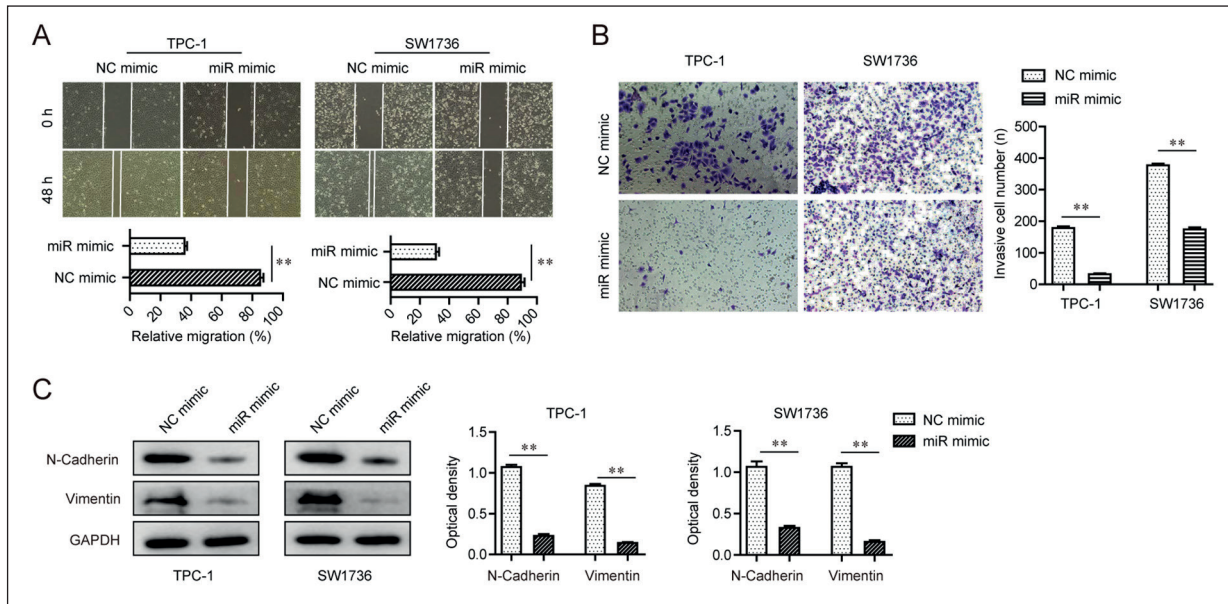 A
TPC-1
SW1736
NC mimic
miR mimic
NC mimic
miR mimic
0 h
48 h
miR mimic
NC mimic
**
0
20
40
60
80
100
Relative migration (%)
miR mimic
NC mimic
**
0
20
40
60
80
100
Relative migration (%)
B
TPC-1
SW1736
NC mimic
miR mimic
NC mimic
miR mimic
Invasive cell number (n)
500
400
300
200
100
0
**
**
TPC-1
SW1736
C
NC mimic
miR mimic
NC mimic
miR mimic
N-Cadherin
Vimentin
GAPDH
TPC-1
SW1736
TPC-1
Optical density
1.5
1.0
0.5
0.0
**
**
N-Cadherin
Vimentin
SW1736
Optical density
1.5
1.0
0.5
0.0
**
**
N-Cadherin
Vimentin
NC mimic
miR mimic